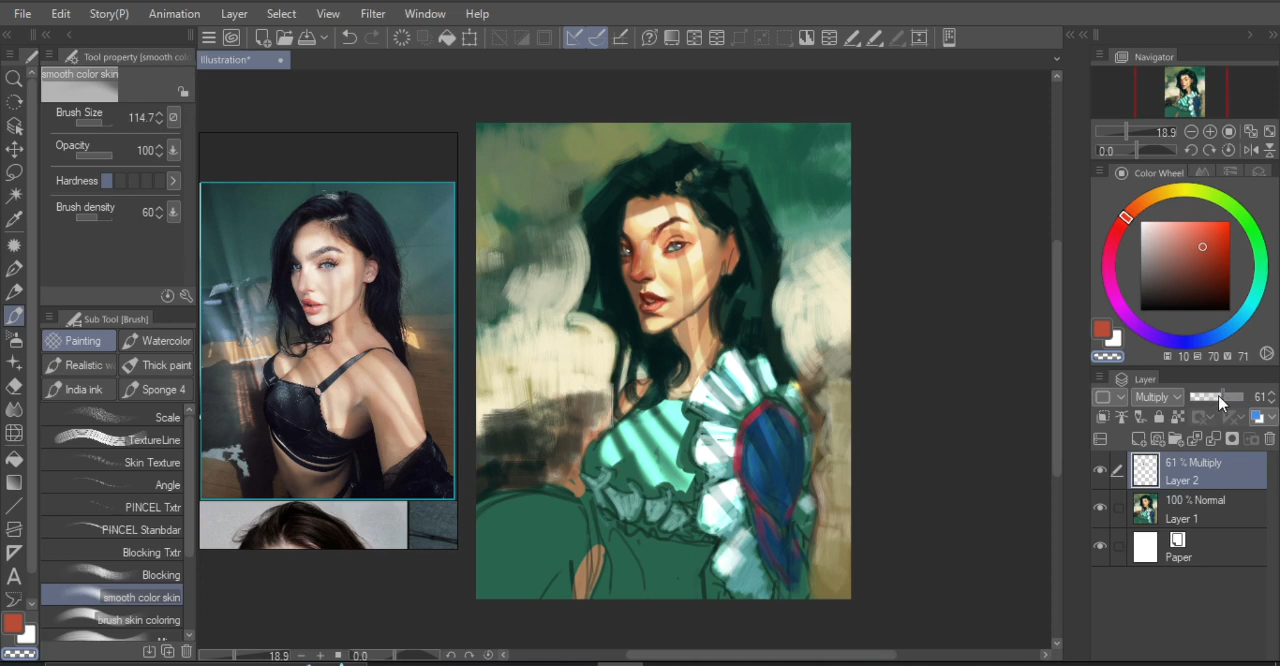 File Edit Story(P) Animation Layer Select View Filter Window Help
Illustration*
Tool property [smooth col
smooth color skin
Brush Size 114.7
Opacity 100
Hardness
Brush density 60
Sub Tool [Brush]
Painting Watercolor
Realistic Thick paint
India ink Sponge 4
Scale
TextureLine
Skin Texture
Angle
PINCEL Txtr
PINCEL Stanbdar
Blocking Txtr
Blocking
smooth color skin
brush skin coloring
18.9 0.0
Navigator
18.9
0.0
Color Wheel
H 10 S 70 V 71
Layer
Multiply 61
61 % Multiply
Layer 2
100 % Normal
Layer 1
Paper